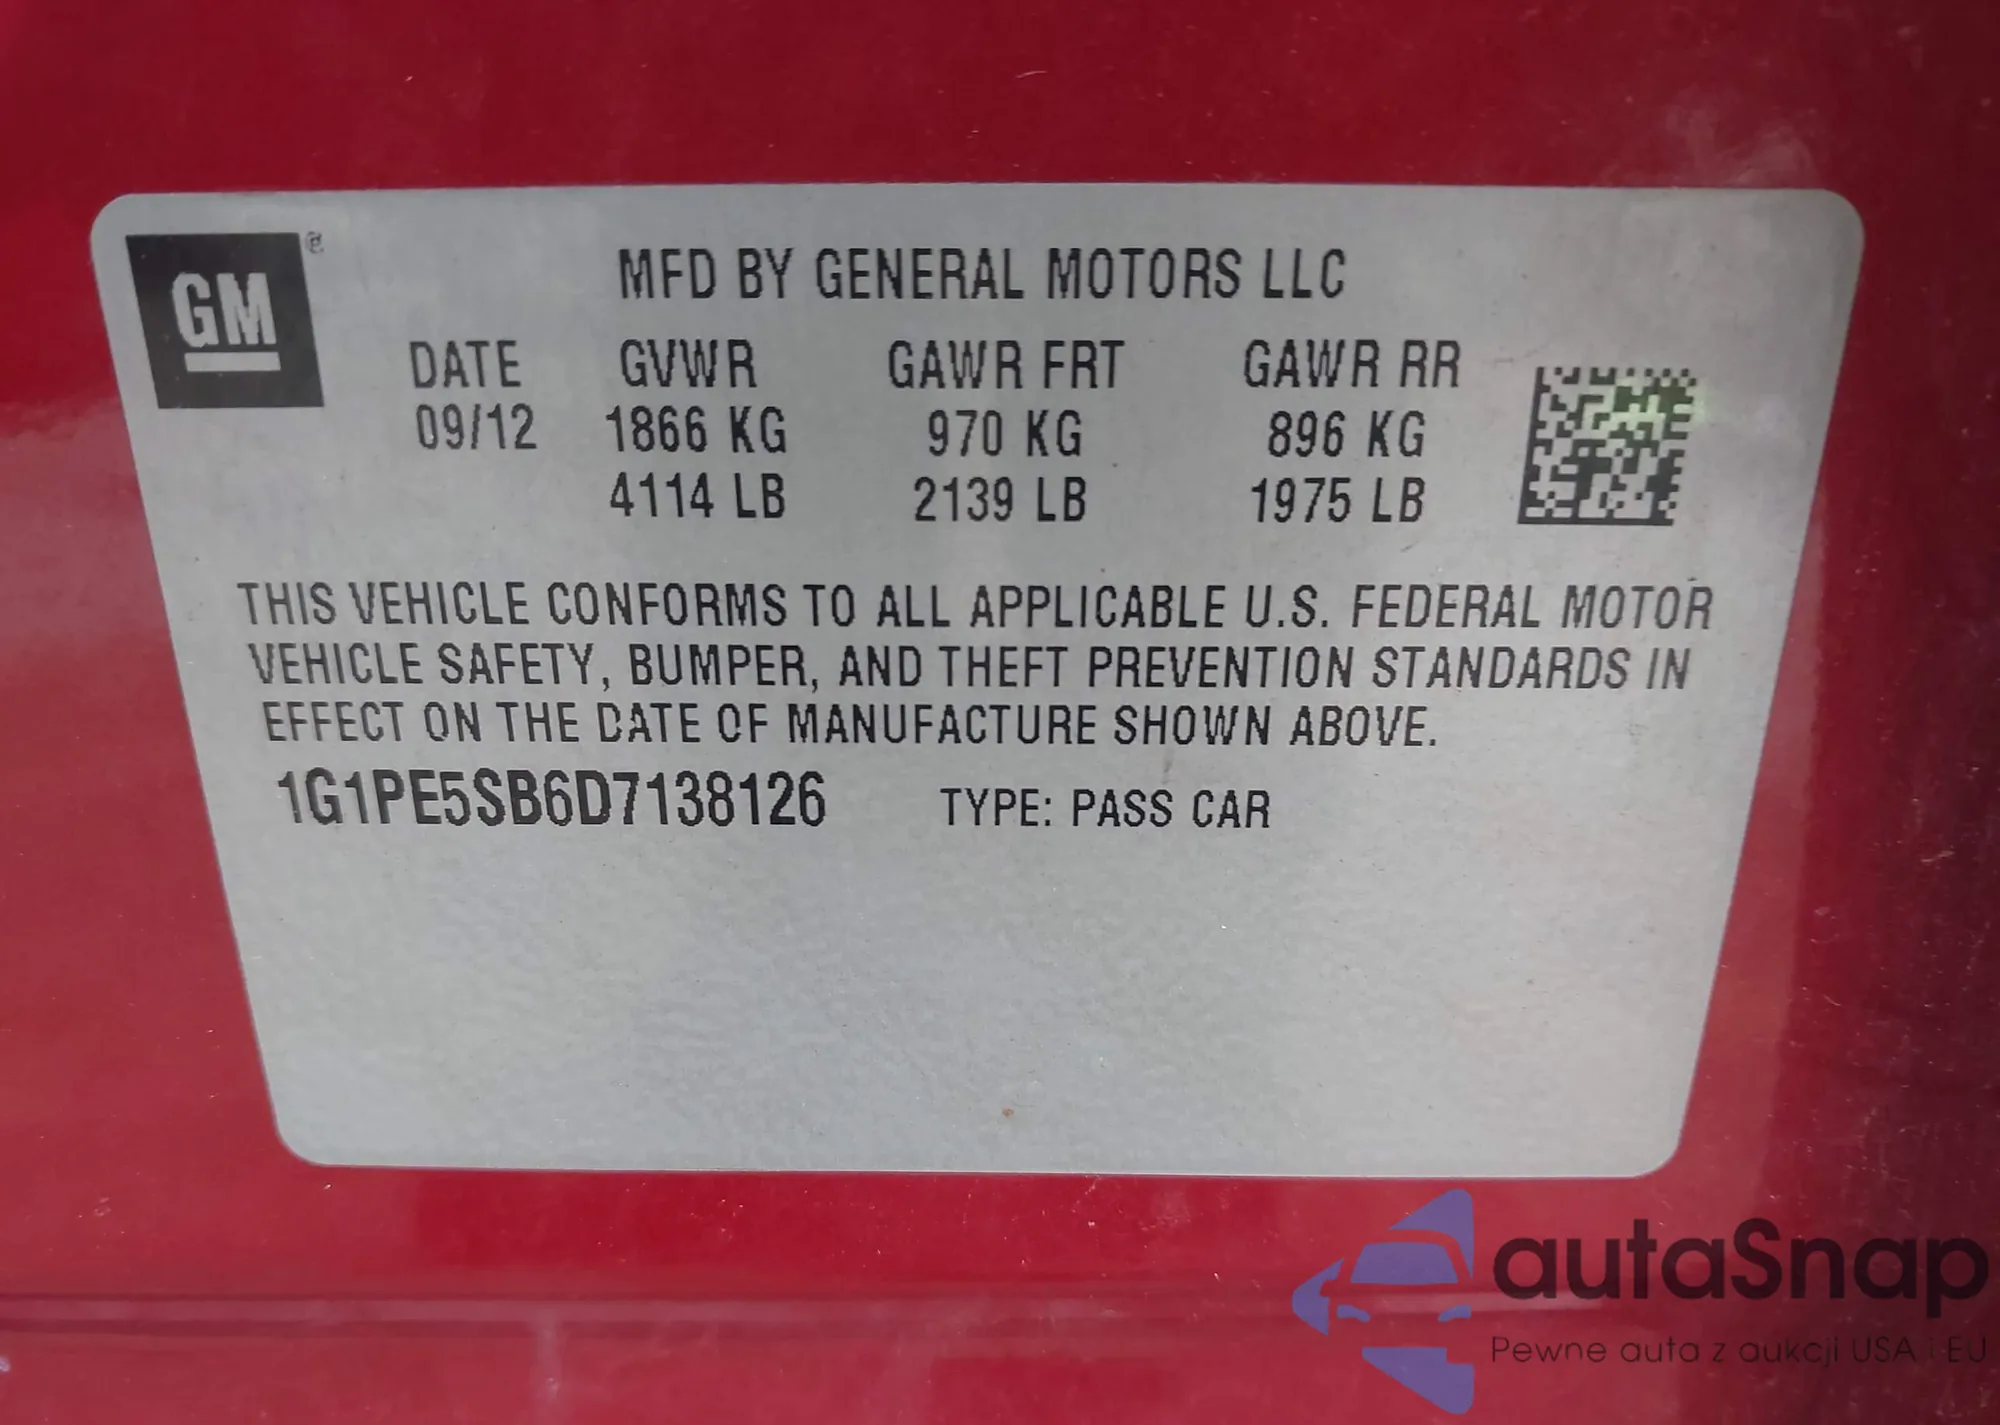 GM ®
MFD BY GENERAL MOTORS LLC
DATE GVWR GAWR FRT GAWR RR
09/12 1866 KG 970 KG 896 KG
4114 LB 2139 LB 1975 LB
THIS VEHICLE CONFORMS TO ALL APPLICABLE U.S. FEDERAL MOTOR
VEHICLE SAFETY, BUMPER, AND THEFT PREVENTION STANDARDS IN
EFFECT ON THE DATE OF MANUFACTURE SHOWN ABOVE.
1G1PE5SB6D7138126 TYPE: PASS CAR
autaSnap
Pewne auta z aukcji USA i EU